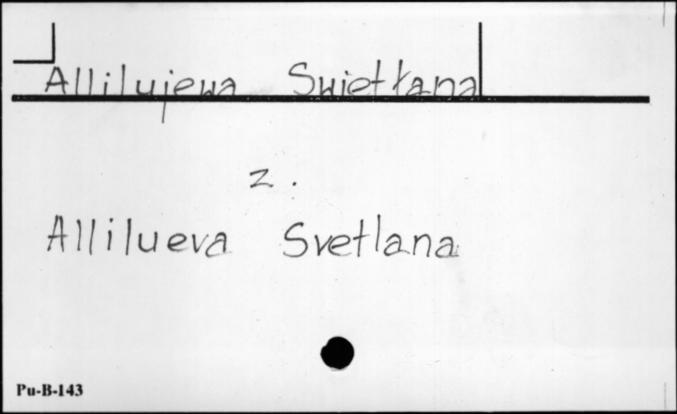 Allilujewa Swietłana
z.
Allilueva Svetlana
Pu-B-143